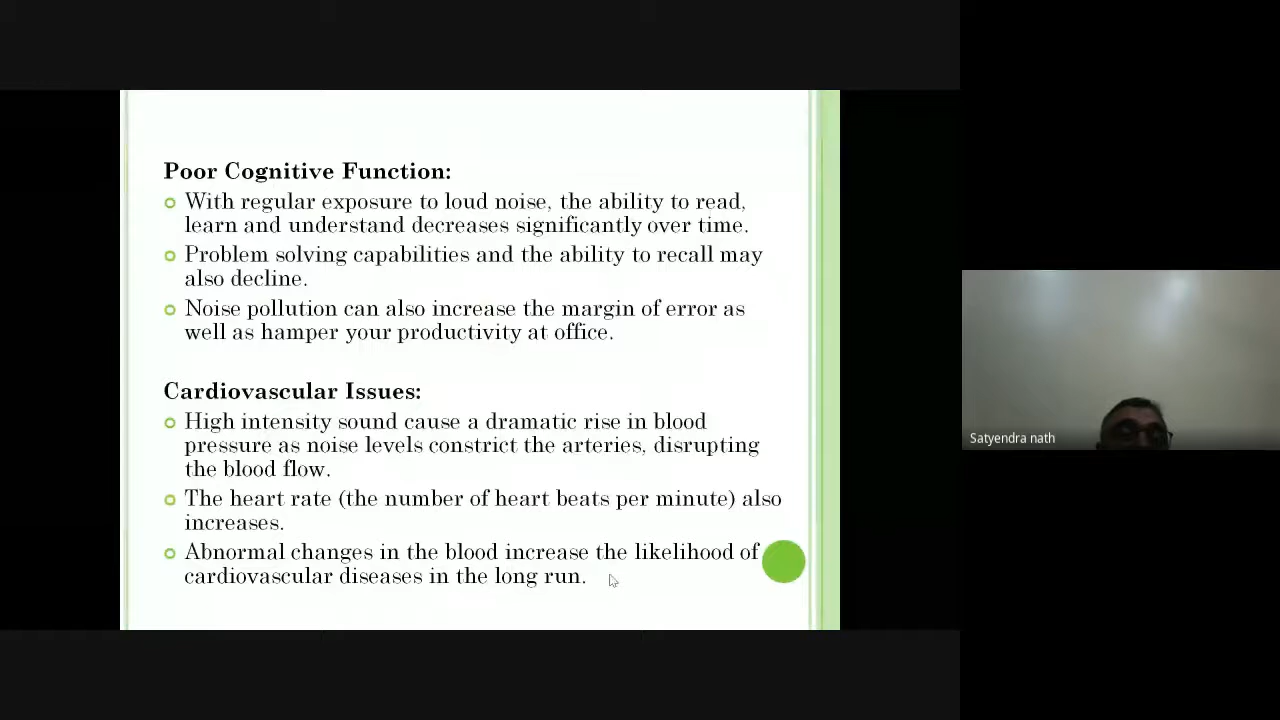 Poor Cognitive Function:
With regular exposure to loud noise, the ability to read,
learn and understand decreases significantly over time.
Problem solving capabilities and the ability to recall may
also decline.
Noise pollution can also increase the margin of error as
well as hamper your productivity at office.
Cardiovascular Issues:
High intensity sound cause a dramatic rise in blood
pressure as noise levels constrict the arteries, disrupting
the blood flow.
The heart rate (the number of heart beats per minute) also
increases.
Abnormal changes in the blood increase the likelihood of
cardiovascular diseases in the long run.
Satyendra nath